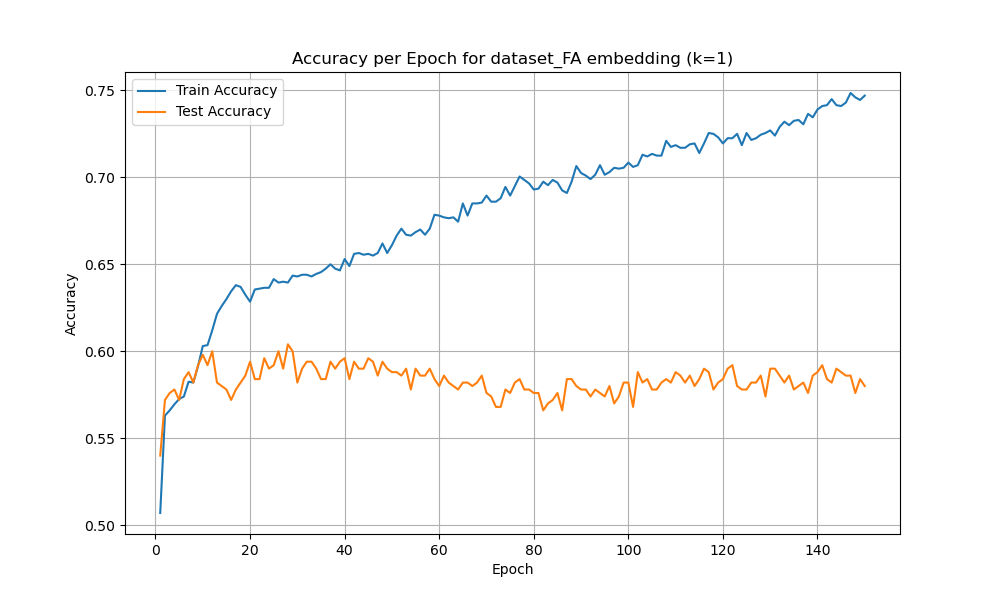 Accuracy per Epoch for dataset_FA embedding (k=1)
Train Accuracy
Test Accuracy
0.75
0.70
0.65
0.60
0.55
0.50
Accuracy
0 20 40 60 80 100 120 140
Epoch